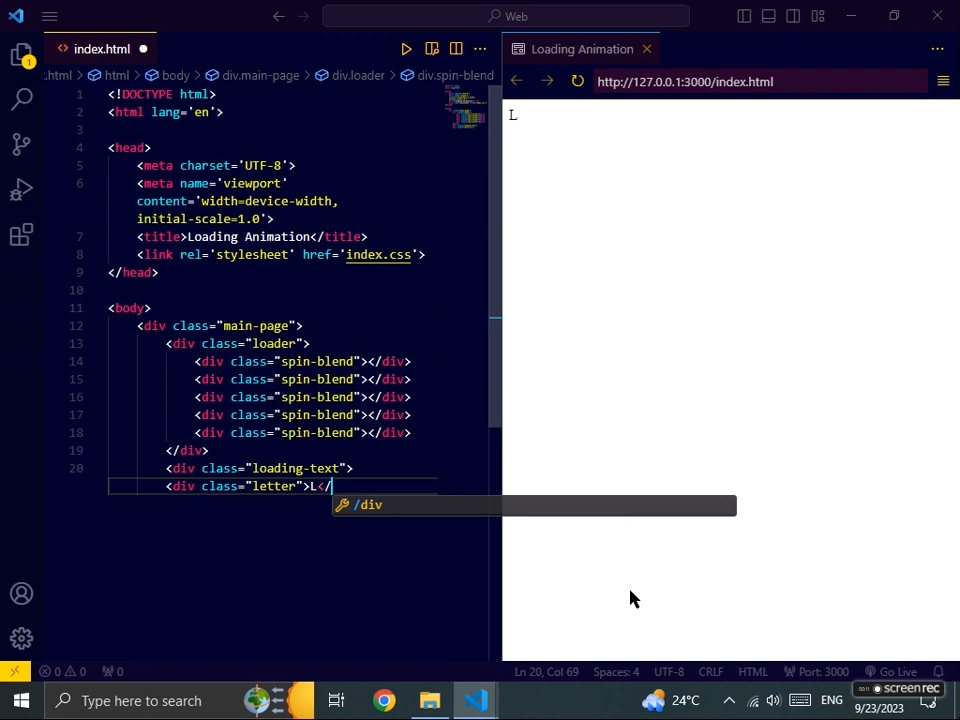 Web
index.html
Loading Animation
.html > html > body > div.main-page > div.loader > div.spin-blend
http://127.0.0.1:3000/index.html
L
1 <!DOCTYPE html>
2 <html lang='en'>
3
4 <head>
5 <meta charset='UTF-8'>
6 <meta name='viewport'
content='width=device-width,
initial-scale=1.0'>
7 <title>Loading Animation</title>
8 <link rel='stylesheet' href='index.css'>
9 </head>
10
11 <body>
12 <div class="main-page">
13 <div class="loader">
14 <div class="spin-blend"></div>
15 <div class="spin-blend"></div>
16 <div class="spin-blend"></div>
17 <div class="spin-blend"></div>
18 <div class="spin-blend"></div>
19 </div>
20 <div class="loading-text">
<div class="letter">L</
/div
1
0 0 0
Ln 20, Col 69 Spaces: 4 UTF-8 CRLF HTML Port: 3000 Go Live
Type here to search
24°C
ENG
screenrec
9/23/2023